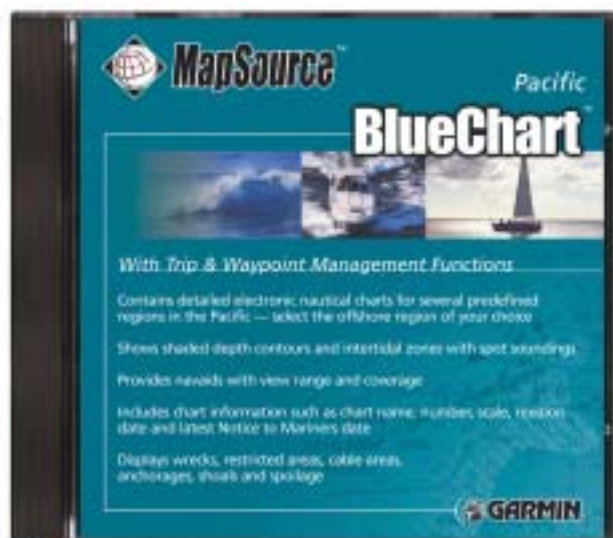 MapSource™
Pacific
BlueChart™
With Trip & Waypoint Management Functions
Contains detailed electronic nautical charts for several predefined
regions in the Pacific — select the offshore region of your choice
Shows shaded depth contours and intertidal zones with spot soundings
Provides navaids with view range and coverage
Includes chart information such as chart name, number, scale, revision
date and latest Notice to Mariners date
Displays wrecks, restricted areas, cable areas,
anchorages, shoals and spoilage
GARMIN